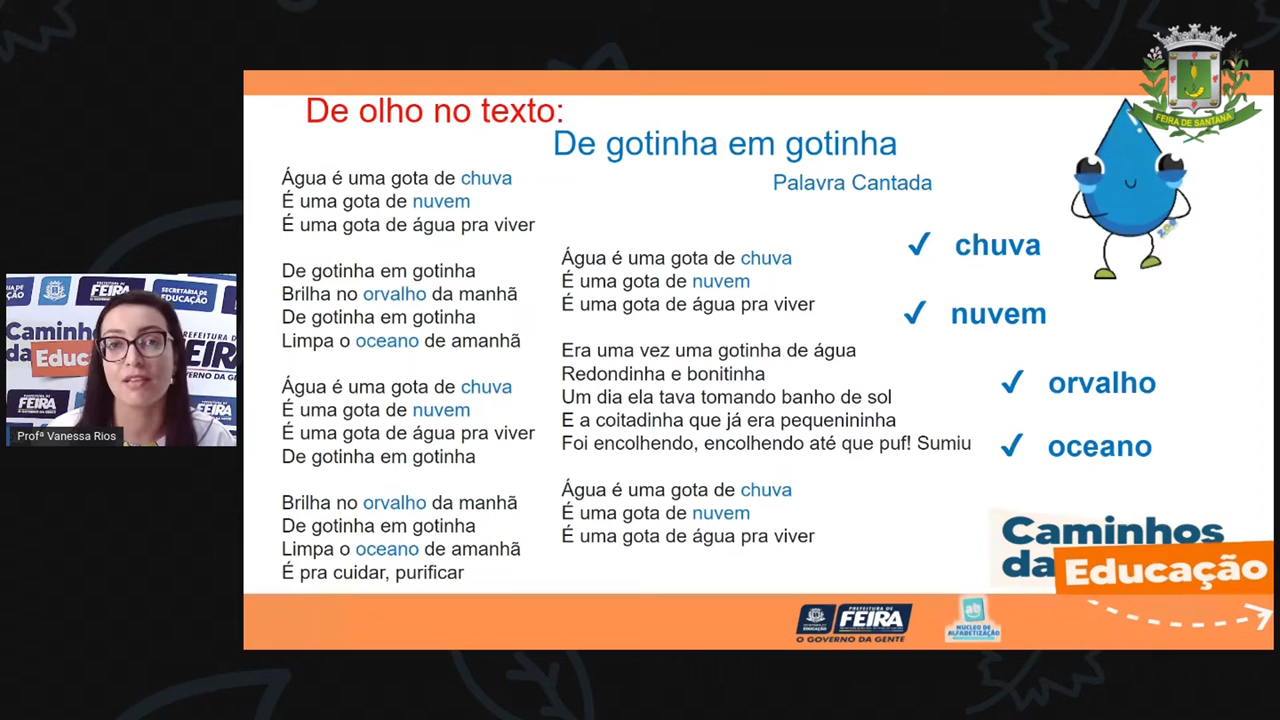 FEIRA DE SANTANA
De olho no texto:
De gotinha em gotinha
Palavra Cantada
Água é uma gota de chuva
É uma gota de nuvem
É uma gota de água pra viver
De gotinha em gotinha
Brilha no orvalho da manhã
De gotinha em gotinha
Limpa o oceano de amanhã
Água é uma gota de chuva
É uma gota de nuvem
É uma gota de água pra viver
De gotinha em gotinha
Brilha no orvalho da manhã
De gotinha em gotinha
Limpa o oceano de amanhã
É pra cuidar, purificar
Água é uma gota de chuva
É uma gota de nuvem
É uma gota de água pra viver
Era uma vez uma gotinha de água
Redondinha e bonitinha
Um dia ela tava tomando banho de sol
E a coitadinha que já era pequenininha
Foi encolhendo, encolhendo até que puf! Sumiu
Água é uma gota de chuva
É uma gota de nuvem
É uma gota de água pra viver
✔ chuva
✔ nuvem
✔ orvalho
✔ oceano
Caminhos
da Educação
PREFEITURA DE
FEIRA
O GOVERNO DA GENTE
NÚCLEO DE
ALFABETIZAÇÃO
SECRETARIA DE
EDUCAÇÃO
Profª Vanessa Rios